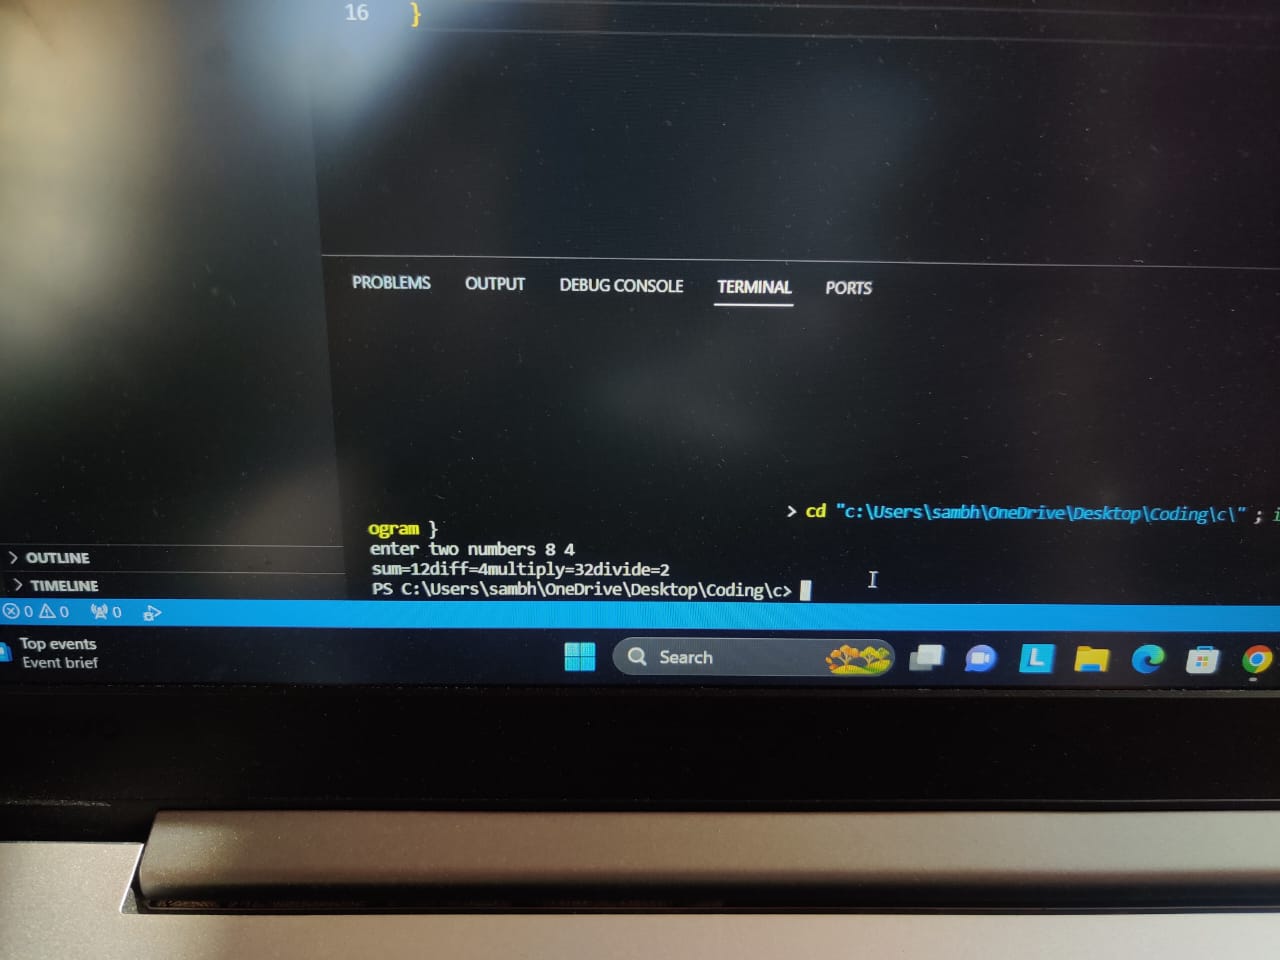 16 }
PROBLEMS OUTPUT DEBUG CONSOLE TERMINAL PORTS
> cd "c:\Users\sambh\OneDrive\Desktop\Coding\c\" ; i
ogram }
enter two numbers 8 4
sum=12diff=4multiply=32divide=2
PS C:\Users\sambh\OneDrive\Desktop\Coding\c>
> OUTLINE
> TIMELINE
0 0 0
Top events
Event brief
Search
L